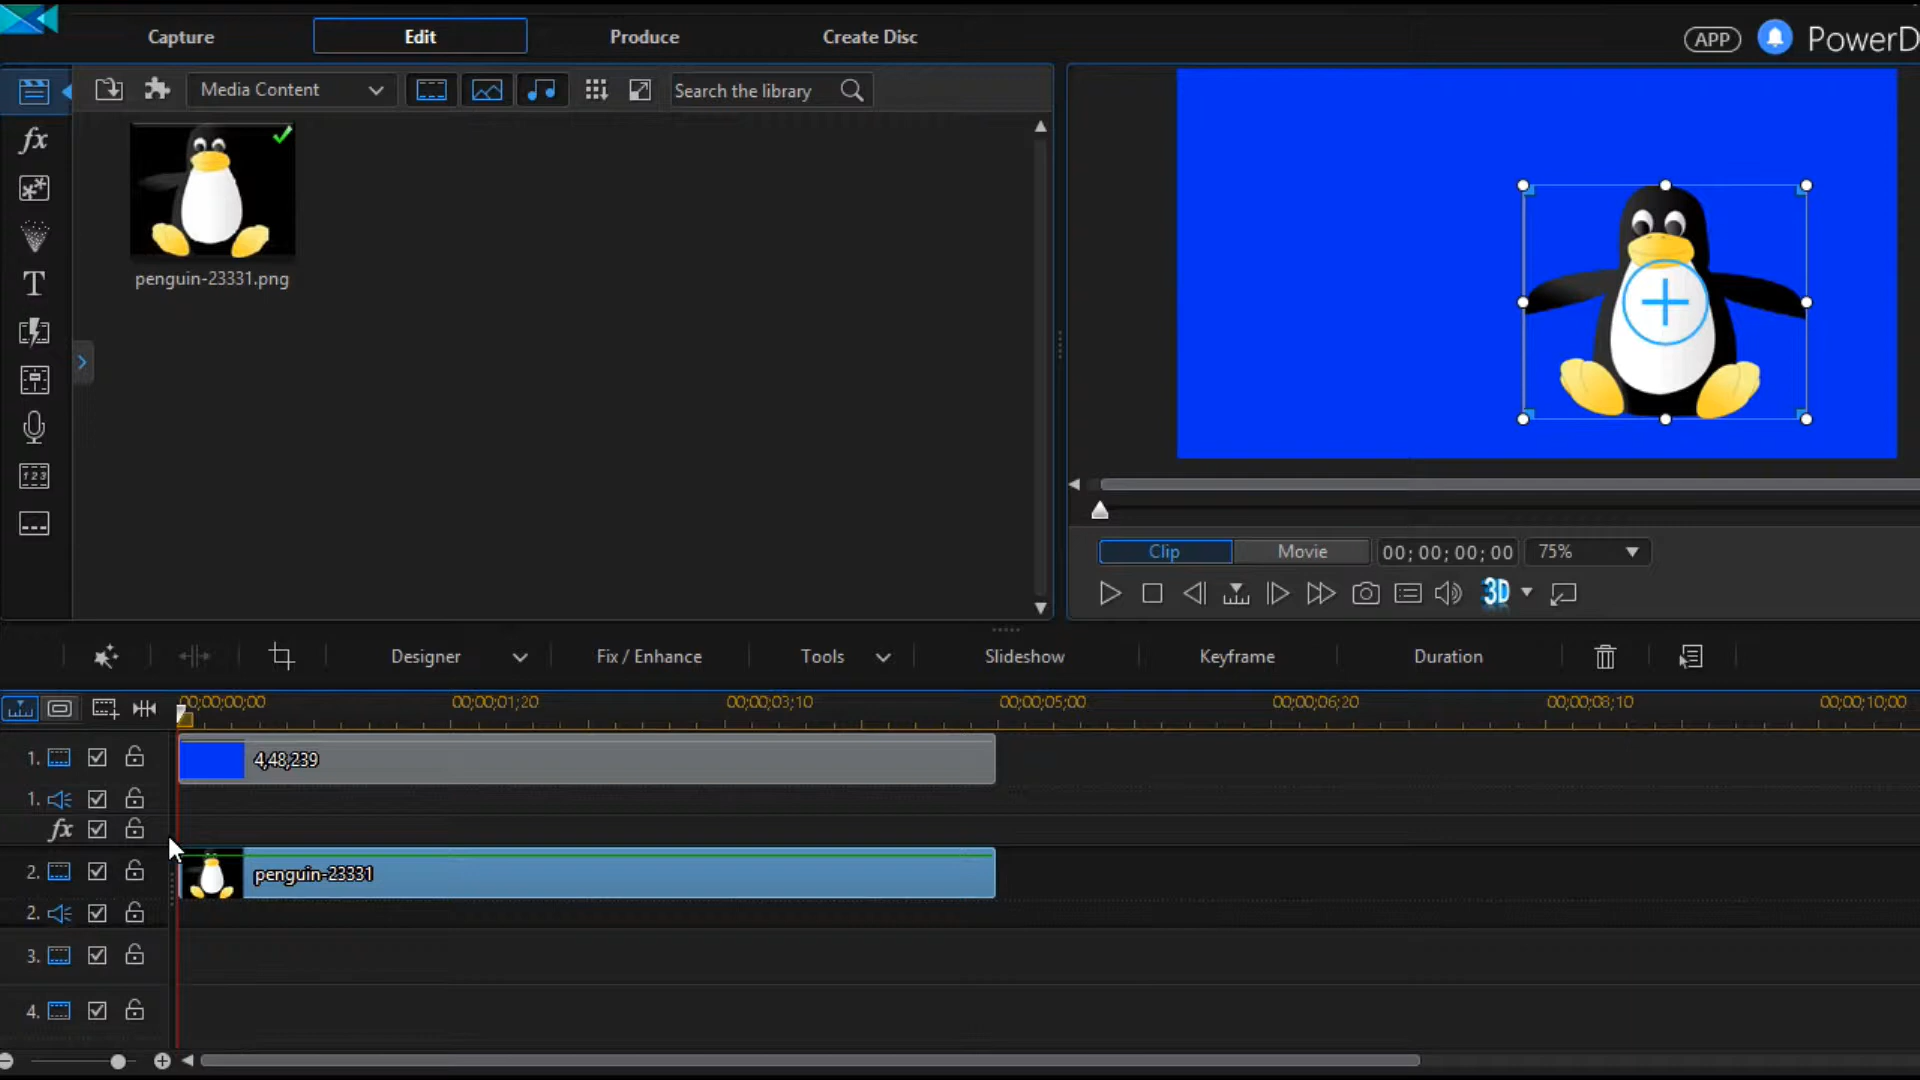 Capture Edit Produce Create Disc APP PowerD
Media Content Search the library
fx
penguin-23331.png
T
123
Clip Movie 00;00;00;00 75%
3D
Designer Fix / Enhance Tools Slideshow Keyframe Duration
00;00;00;00 00;00;01;20 00;00;03;10 00;00;05;00 00;00;06;20 00;00;08;10 00;00;10;00
1. 4,48,239
1.
fx
2. penguin-23331
2.
3.
4.